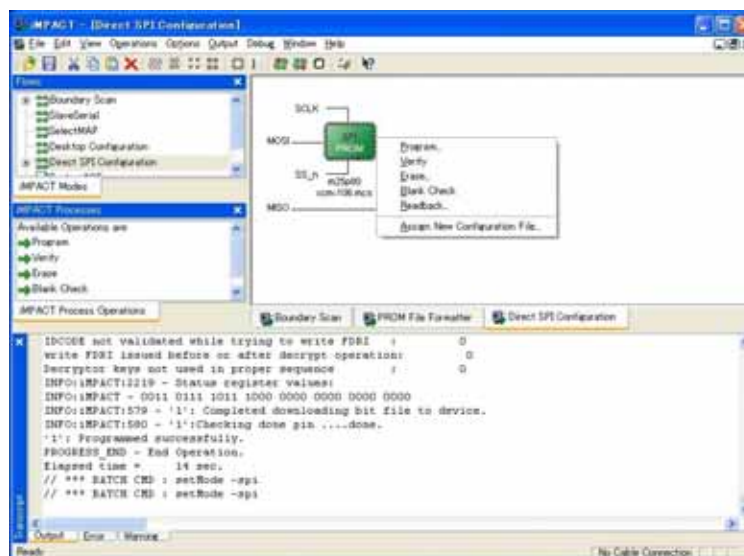 iMPACT - [Direct SPI Configuration]
File Edit View Operations Options Output Debug Window Help
Flows
Boundary Scan
SlaveSerial
SelectMAP
Desktop Configuration
Direct SPI Configuration
iMPACT Modes
iMPACT Processes
Available Operations are
Program
Verify
Erase
Blank Check
iMPACT Process Operations
SCLK
MOSI
SPI
PROM
SS_n
m25p80
xcm-106.mcs
MISO
Program...
Verify
Erase...
Blank Check
Readback...
Assign New Configuration File...
Boundary Scan
PROM File Formatter
Direct SPI Configuration
IDCODE not validated while trying to write FDRI : 0
write FDRI issued before or after decrypt operation: 0
Decryptor keys not used in proper sequence : 0
INFO:iMPACT:2219 - Status register values:
INFO:iMPACT - 0011 0111 1011 1000 0000 0000 0000 0000
INFO:iMPACT:579 - '1': Completed downloading bit file to device.
INFO:iMPACT:580 - '1':Checking done pin ....done.
'1': Programmed successfully.
PROGRESS_END - End Operation.
Elapsed time = 14 sec.
// *** BATCH CMD : setMode -spi
// *** BATCH CMD : setMode -spi
Transcript
Output Error Warning
Ready
No Cable Connection